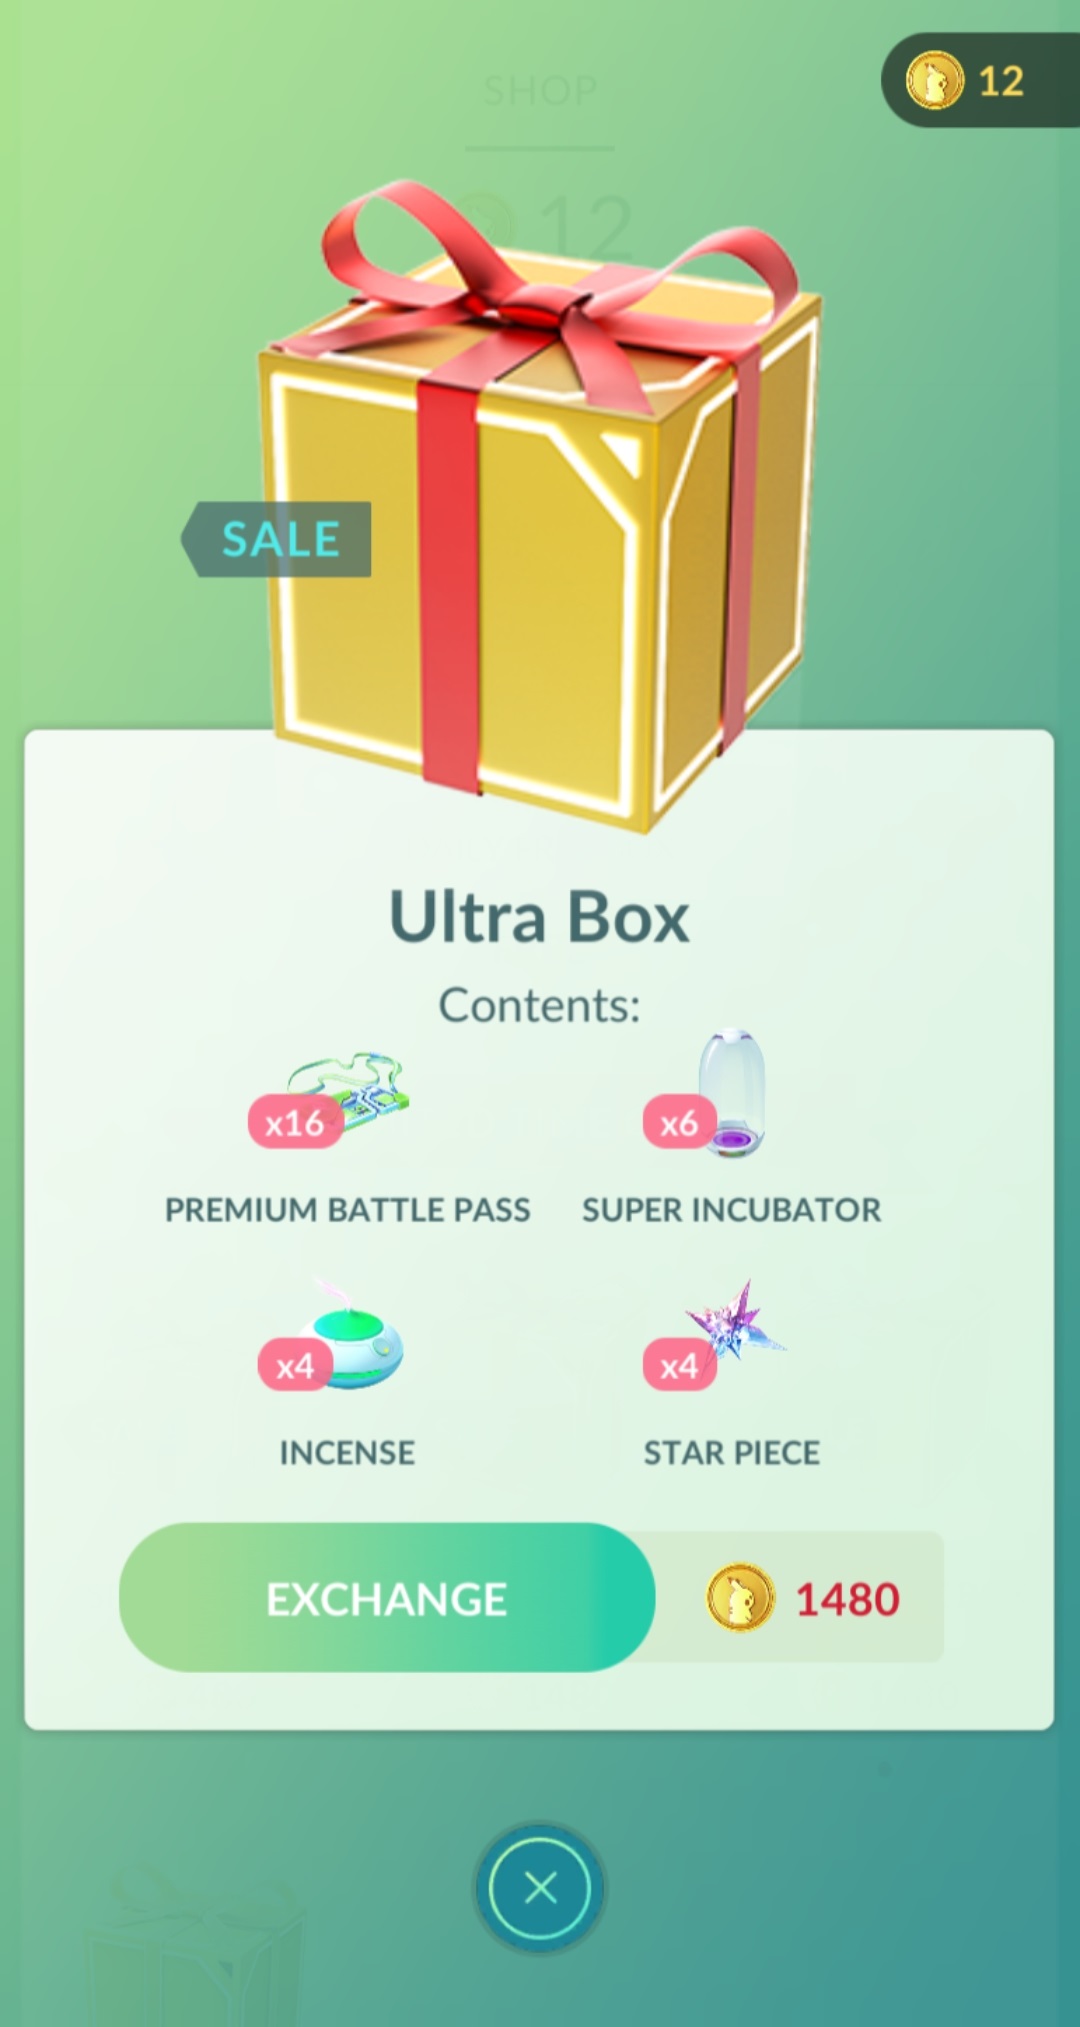 12
SHOP
12
SALE
Ultra Box
Contents:
x16
x6
PREMIUM BATTLE PASS
SUPER INCUBATOR
x4
x4
INCENSE
STAR PIECE
EXCHANGE
1480